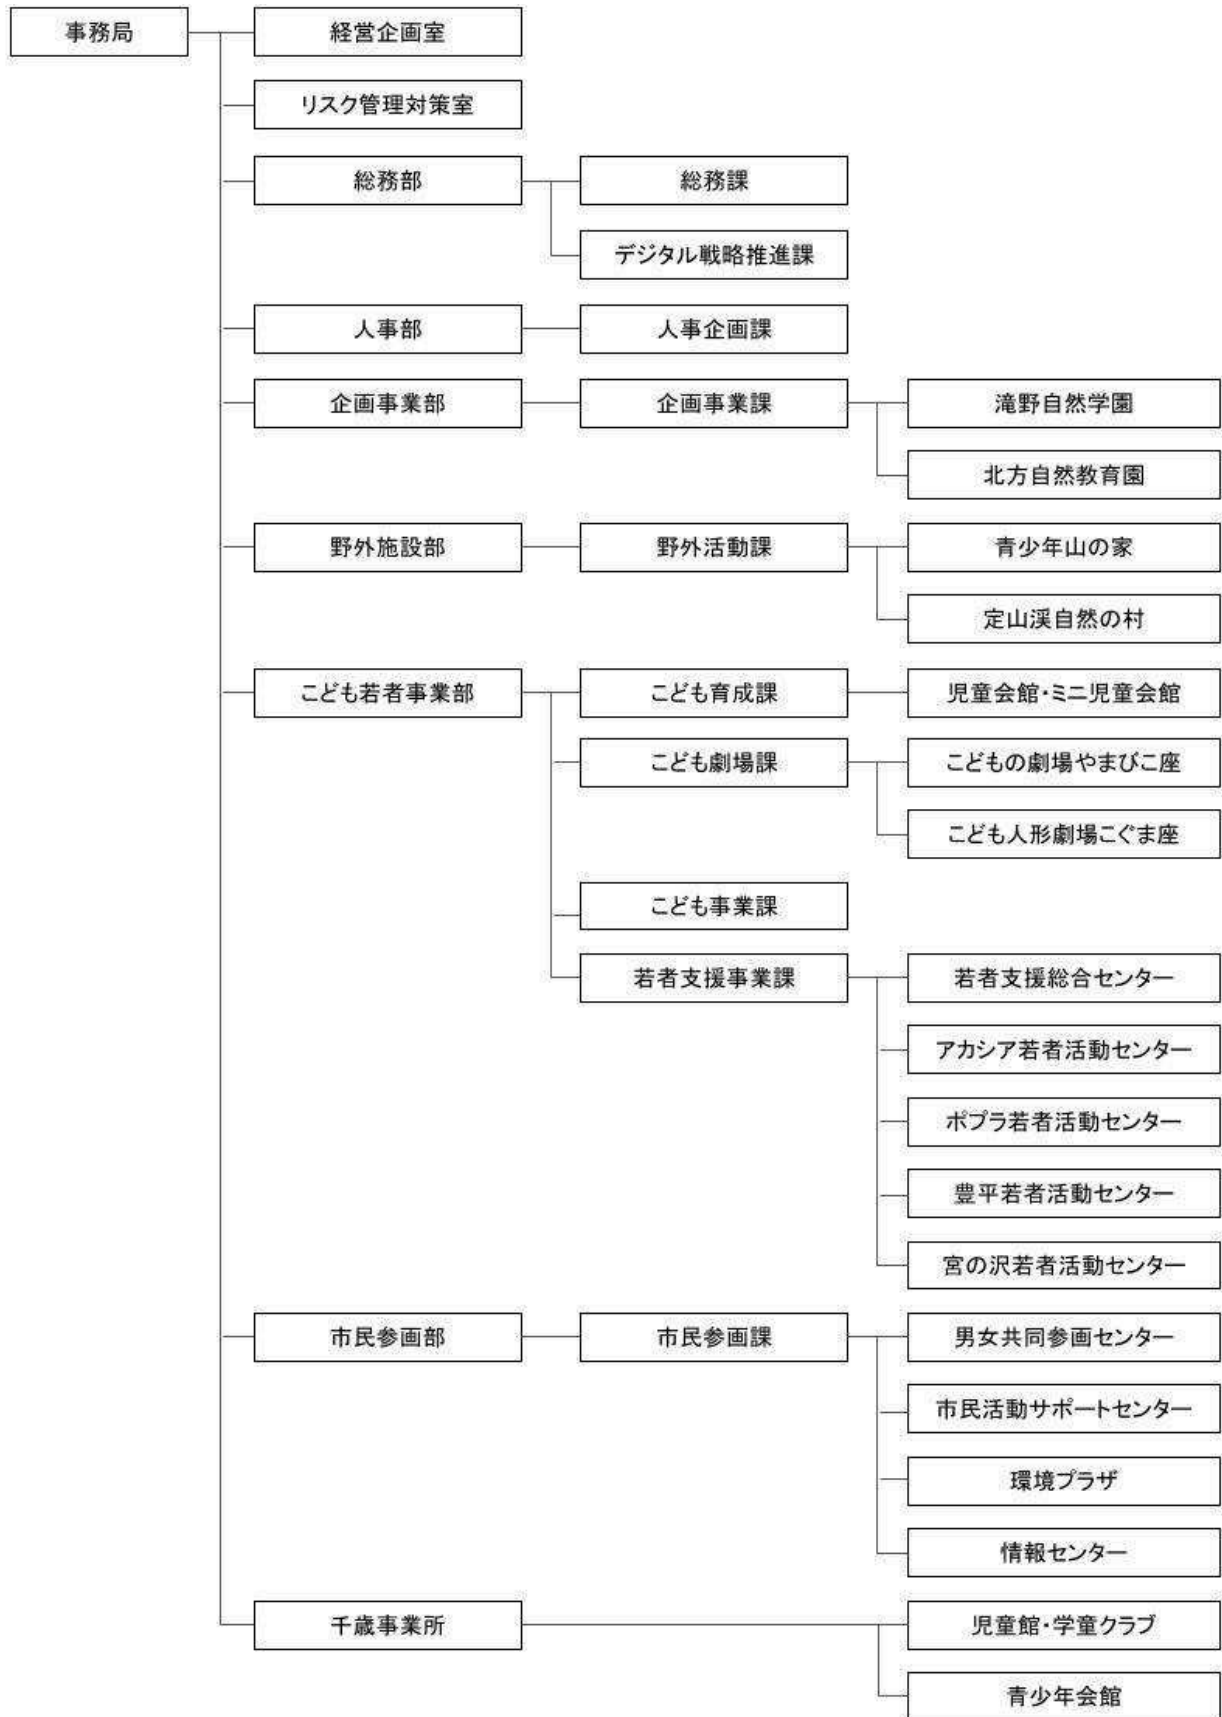 事務局
経営企画室
リスク管理対策室
総務部
総務課
デジタル戦略推進課
人事部
人事企画課
企画事業部
企画事業課
滝野自然学園
北方自然教育園
野外施設部
野外活動課
青少年山の家
定山渓自然の村
こども若者事業部
こども育成課
児童会館・ミニ児童会館
こども劇場課
こどもの劇場やまびこ座
こども人形劇場こぐま座
こども事業課
若者支援事業課
若者支援総合センター
アカシア若者活動センター
ポプラ若者活動センター
豊平若者活動センター
宮の沢若者活動センター
市民参画部
市民参画課
男女共同参画センター
市民活動サポートセンター
環境プラザ
情報センター
千歳事業所
児童館・学童クラブ
青少年会館